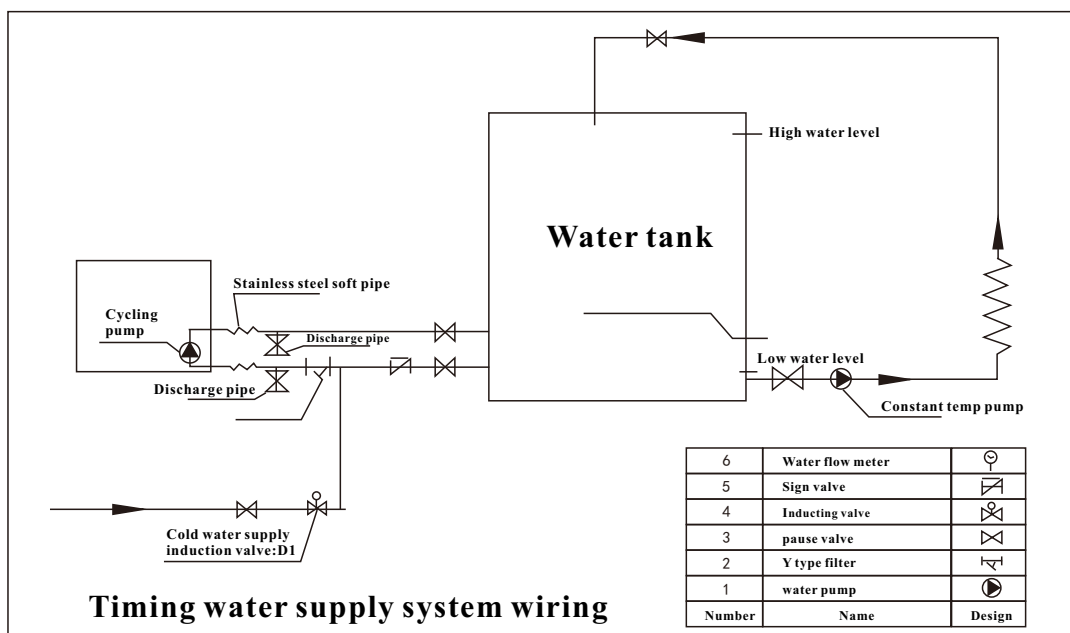 High water level
Water tank
Stainless steel soft pipe
Cycling
pump
Discharge pipe
Low water level
Discharge pipe
Constant temp pump
Cold water supply
induction valve:D1
6 Water flow meter
5 Sign valve
4 Inducting valve
3 pause valve
2 Y type filter
1 water pump
Number Name Design
Timing water supply system wiring